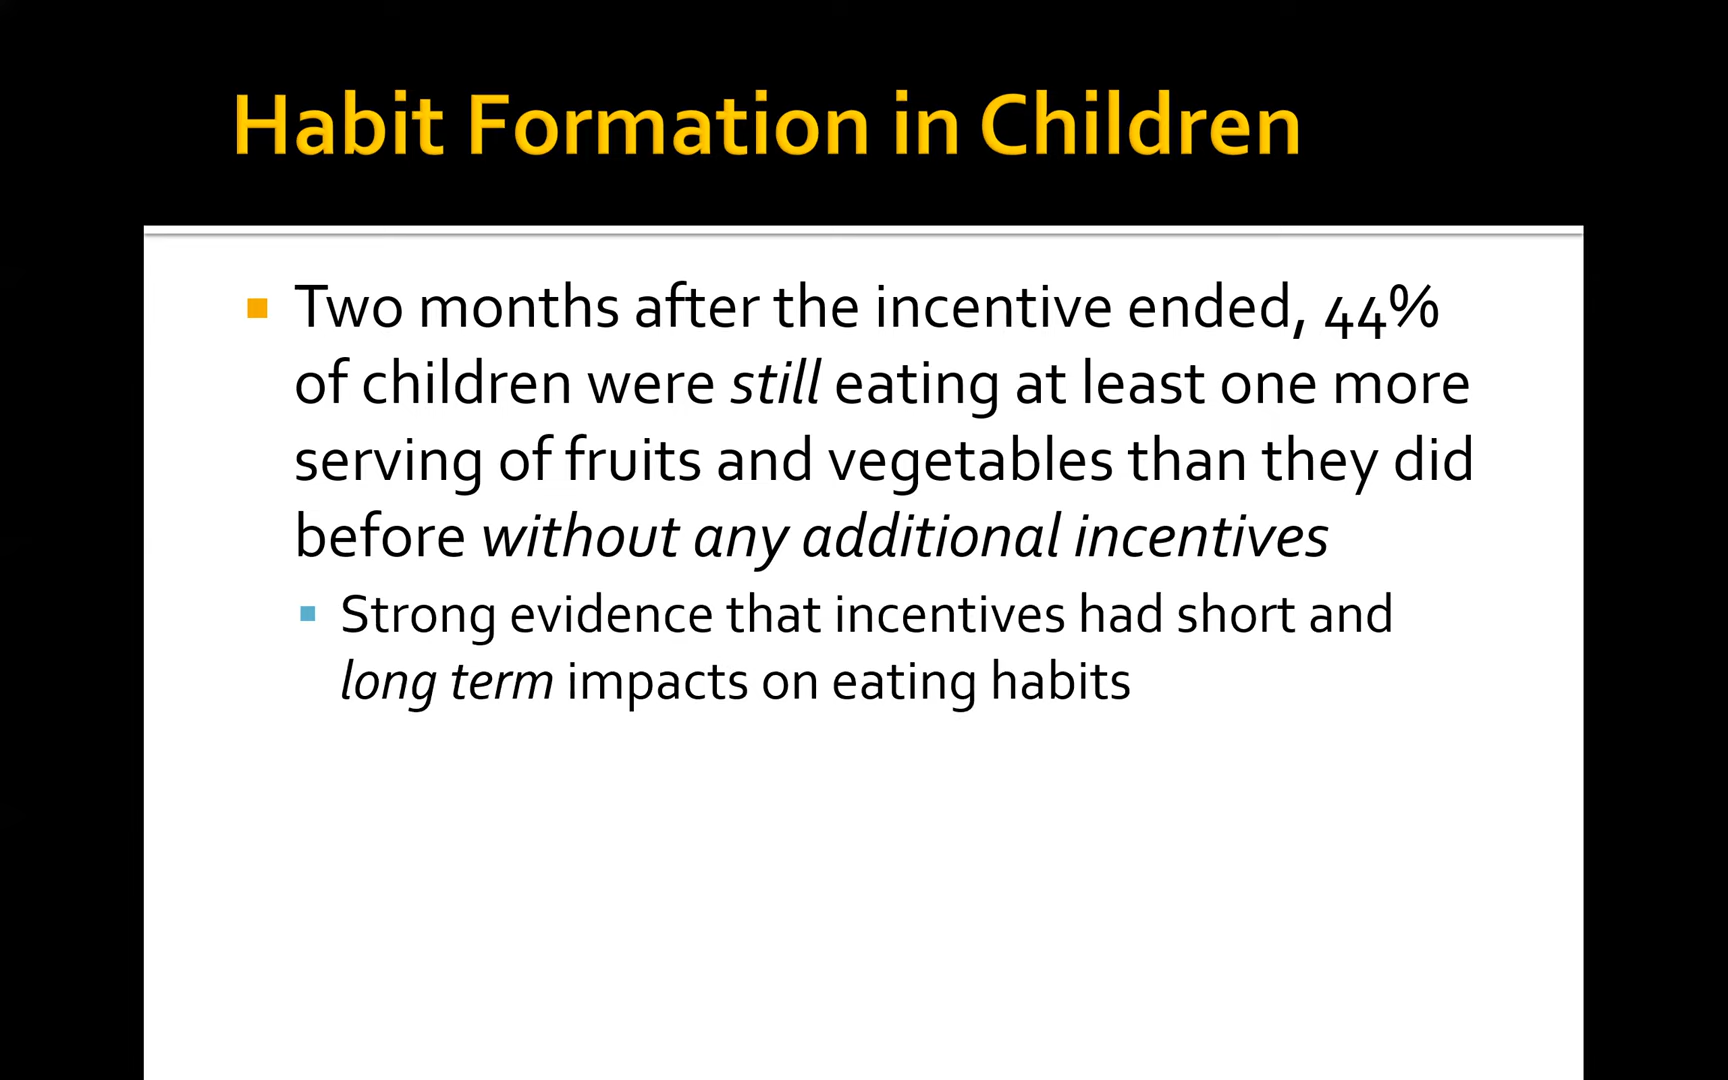 Habit Formation in Children
Two months after the incentive ended, 44%
of children were still eating at least one more
serving of fruits and vegetables than they did
before without any additional incentives
Strong evidence that incentives had short and
long term impacts on eating habits